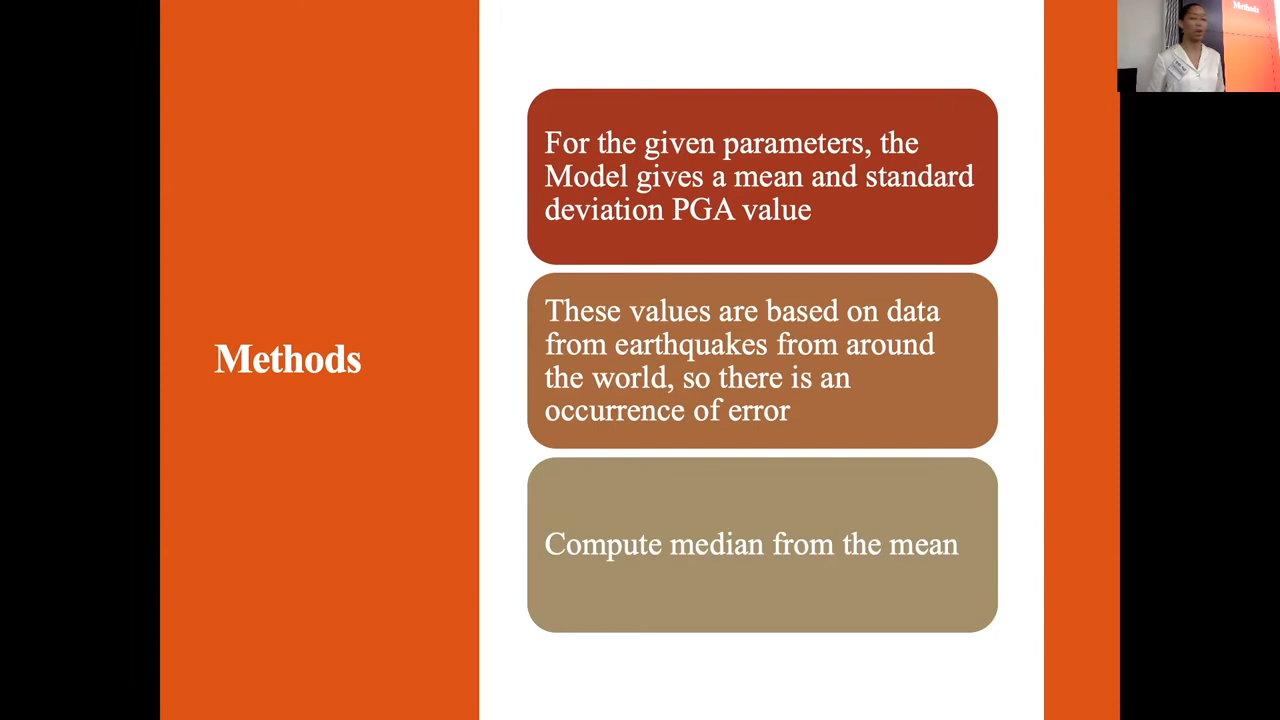 Methods
Methods
For the given parameters, the
Model gives a mean and standard
deviation PGA value
These values are based on data
from earthquakes from around
the world, so there is an
occurrence of error
Compute median from the mean